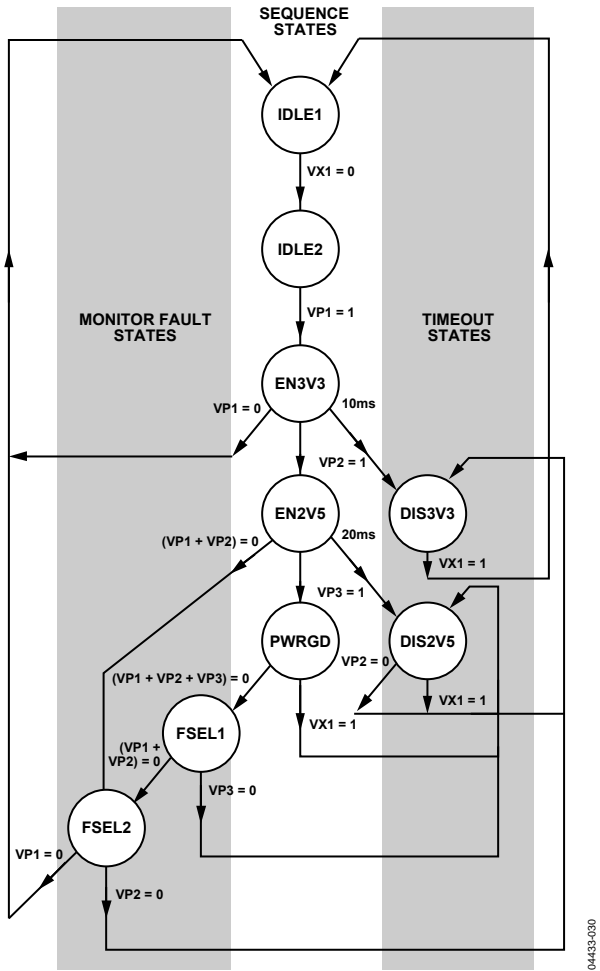 SEQUENCE
STATES
IDLE1
VX1 = 0
IDLE2
MONITOR FAULT
STATES
VP1 = 1
TIMEOUT
STATES
EN3V3
VP1 = 0
10ms
VP2 = 1
EN2V5
DIS3V3
(VP1 + VP2) = 0
20ms
VX1 = 1
VP3 = 1
PWRGD
DIS2V5
VP2 = 0
(VP1 + VP2 + VP3) = 0
VX1 = 1
FSEL1
VX1 = 1
(VP1 +
VP2) = 0
VP3 = 0
FSEL2
VP1 = 0
VP2 = 0
04433-030